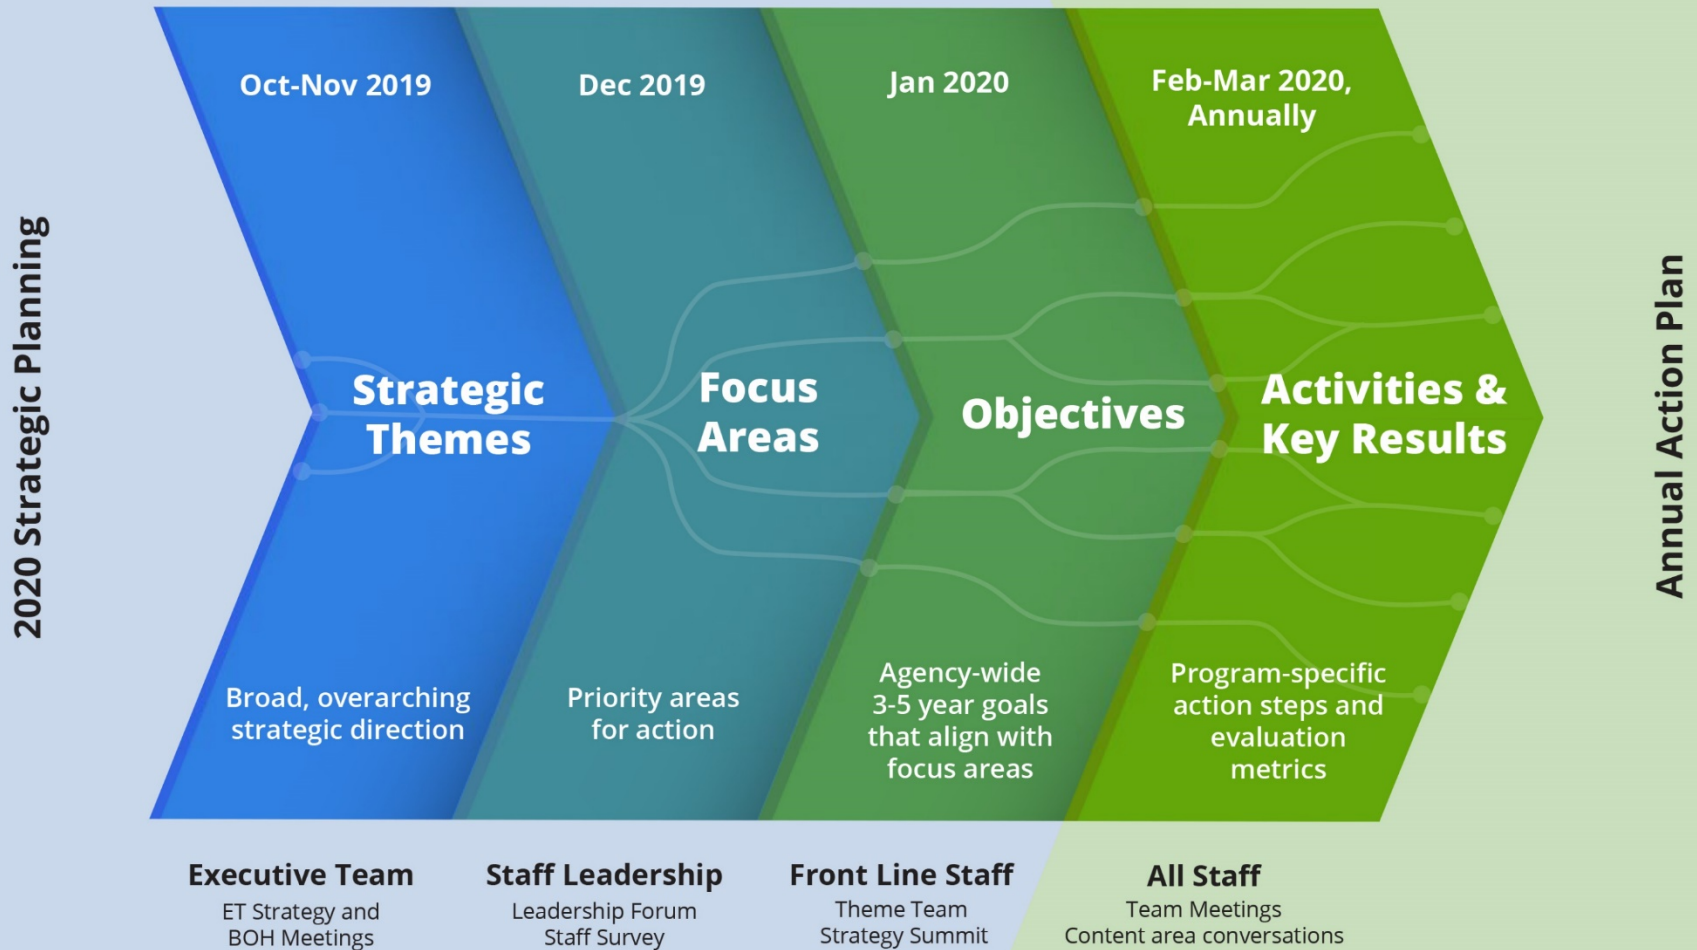 2020 Strategic Planning
Oct-Nov 2019
Strategic
Themes
Broad, overarching
strategic direction
Executive Team
ET Strategy and
BOH Meetings
Dec 2019
Focus
Areas
Priority areas
for action
Staff Leadership
Leadership Forum
Staff Survey
Jan 2020
Objectives
Agency-wide
3-5 year goals
that align with
focus areas
Front Line Staff
Theme Team
Strategy Summit
Feb-Mar 2020,
Annually
Activities &
Key Results
Program-specific
action steps and
evaluation
metrics
All Staff
Team Meetings
Content area conversations
Annual Action Plan